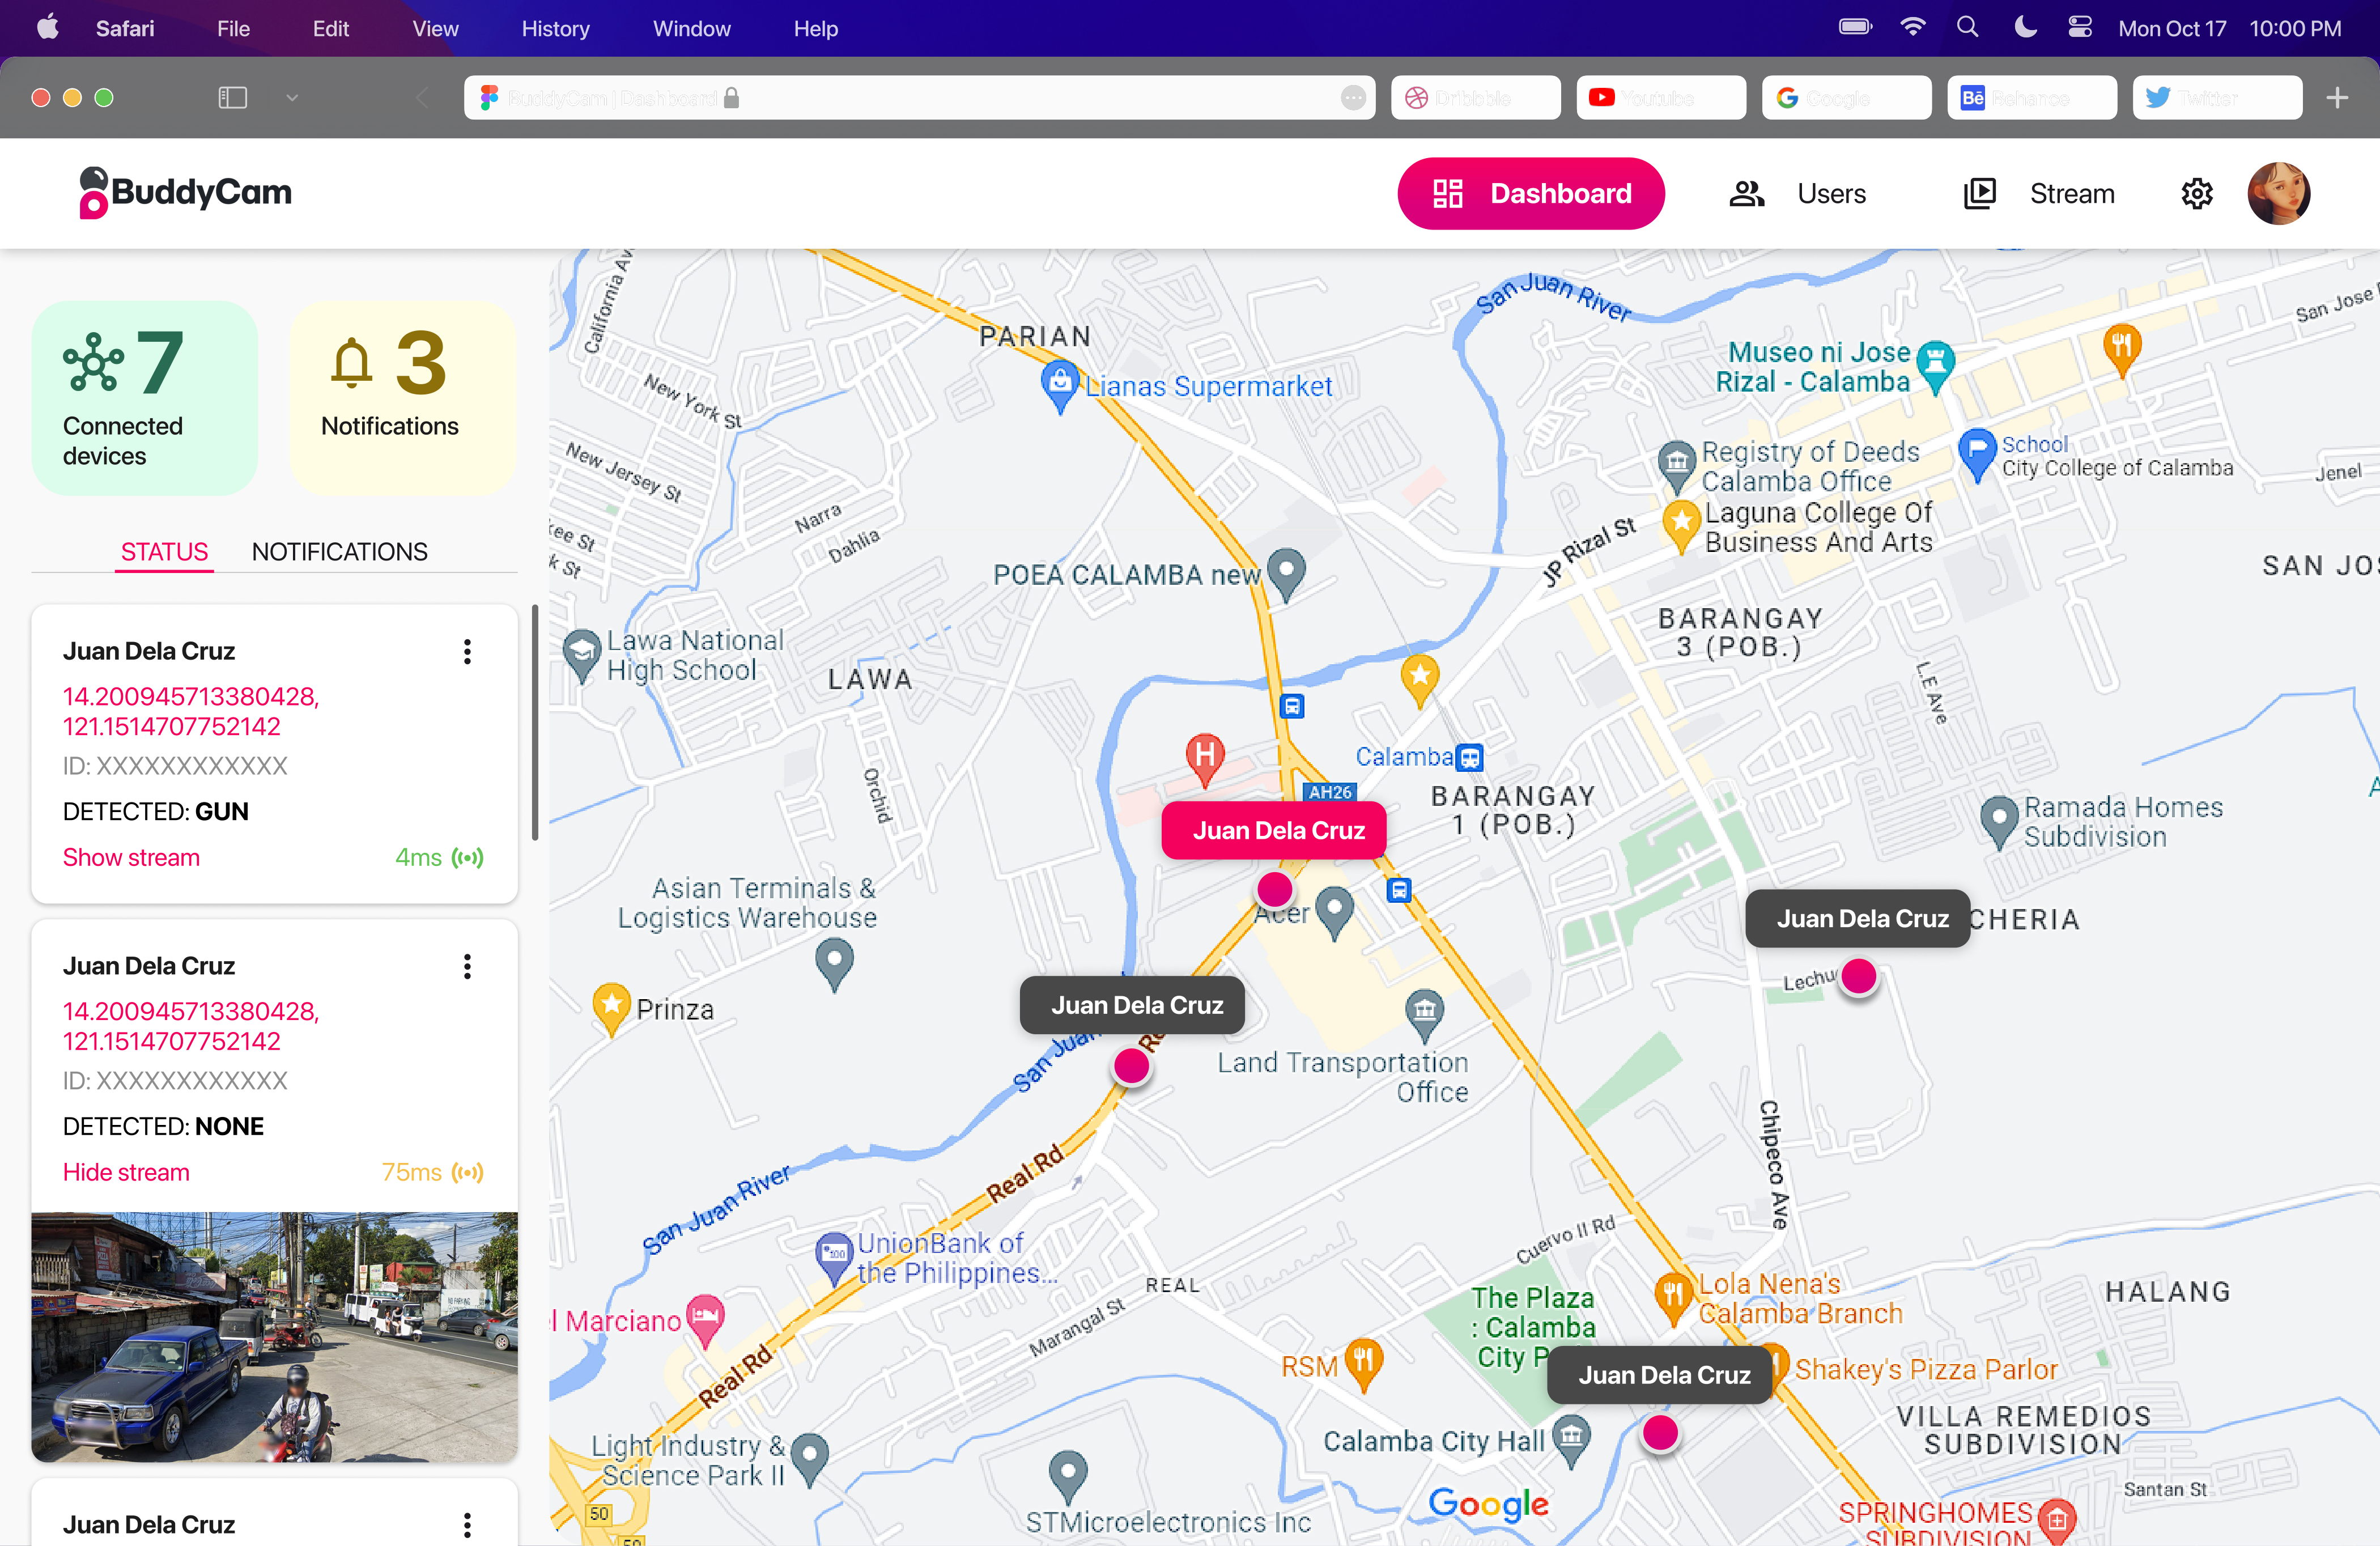 Safari File Edit View History Window Help Mon Oct 17 10:00 PM
BuddyCam | Dashboard Dribbble Youtube Google Behance Twitter
BuddyCam Dashboard Users Stream
7
Connected
devices
3
Notifications
STATUS NOTIFICATIONS
Juan Dela Cruz
14.200945713380428,
121.1514707752142
ID: XXXXXXXXXXXX
DETECTED: GUN
Show stream 4ms
Juan Dela Cruz
14.200945713380428,
121.1514707752142
ID: XXXXXXXXXXXX
DETECTED: NONE
Hide stream 75ms
Juan Dela Cruz
California Av
PARIAN
Lianas Supermarket
New York St
New Jersey St
kee St
k St
Narra
Dahlia
San Juan River
San Jose
Museo ni Jose
Rizal - Calamba
Registry of Deeds
Calamba Office
School
City College of Calamba
Jenel
Laguna College Of
Business And Arts
JP Rizal St
SAN JOS
POEA CALAMBA new
BARANGAY
3 (POB.)
Lawa National
High School
LAWA
L.E Ave
Orchid
H
Calamba
AH26
BARANGAY
1 (POB.)
Juan Dela Cruz
Ramada Homes
Subdivision
A
Asian Terminals &
Logistics Warehouse
Acer
Juan Dela Cruz
CHERIA
Lechu
Prinza
Juan Dela Cruz
San Juan
Re
Land Transportation
Office
Chipeco Ave
Real Rd
San Juan River
Cuervo II Rd
UnionBank of
the Philippines...
100
REAL
Marangal St
The Plaza
: Calamba
City P
Lola Nena's
Calamba Branch
HALANG
l Marciano
RSM
Juan Dela Cruz
Shakey's Pizza Parlor
Real Rd
VILLA REMEDIOS
SUBDIVISION
Calamba City Hall
Light Industry &
Science Park II
Santan St
Google
50
STMicroelectronics Inc
SPRINGHOMES
SUBDIVISION
50